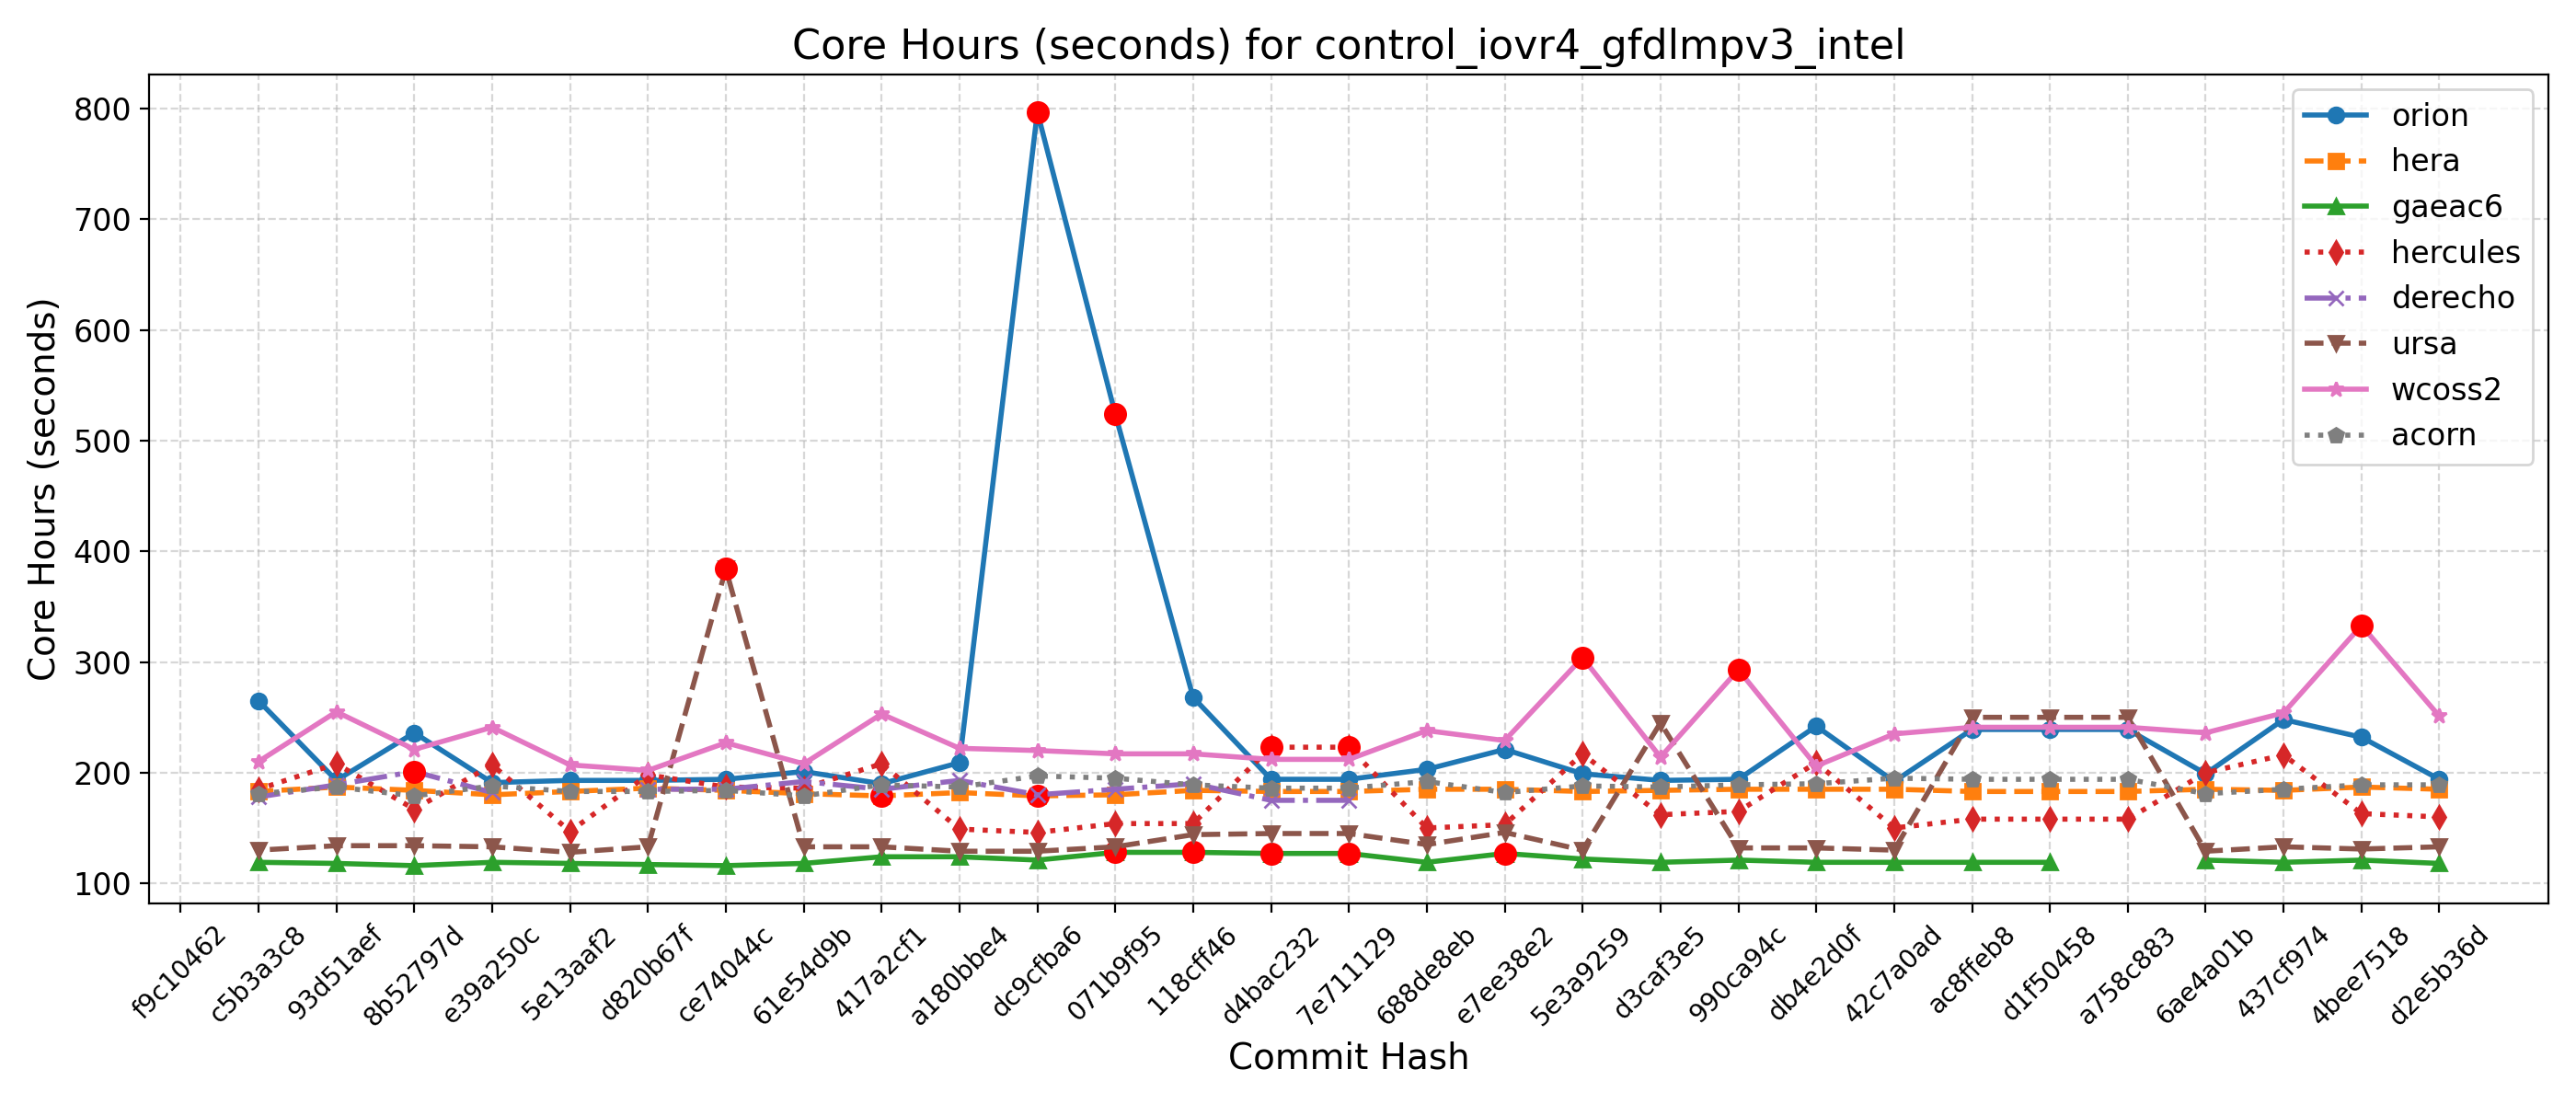 Core Hours (seconds) for control_iovr4_gfdlmpv3_intel
Core Hours (seconds)
800
700
600
500
400
300
200
100
orion
hera
gaeac6
hercules
derecho
ursa
wcoss2
acorn
f9c10462
c5b3a3c8
93d51aef
8b52797d
e39a250c
5e13aaf2
d820b67f
ce74044c
61e54d9b
417a2cf1
a180bbe4
dc9cfba6
071b9f95
118cff46
d4bac232
7e711129
688de8eb
e7ee38e2
5e3a9259
d3caf3e5
990ca94c
db4e2d0f
42c7a0ad
ac8ffeb8
d1f50458
a758c883
6ae4a01b
437cf974
4bee7518
d2e5b36d
Commit Hash